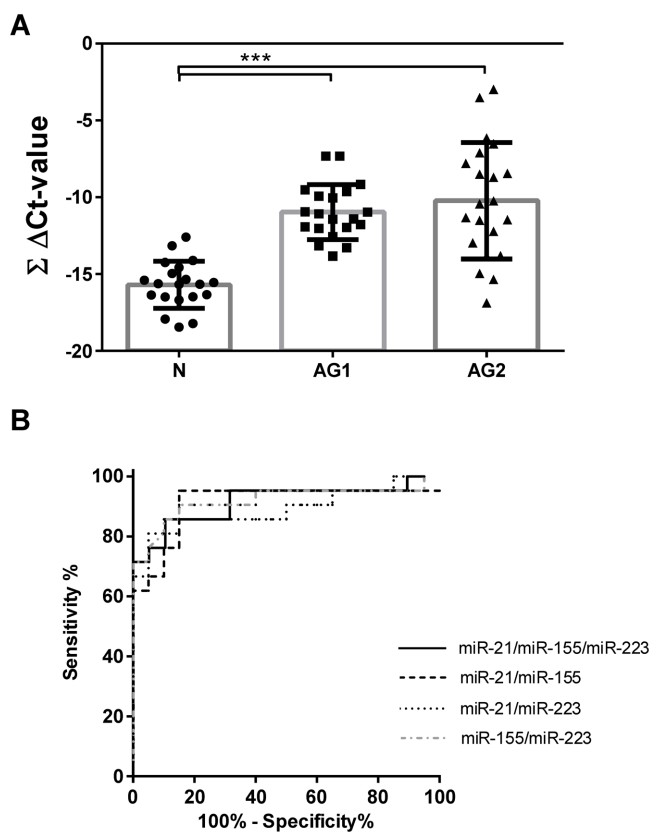 A
Σ ΔCt-value
0
-5
-10
-15
-20
***
N
AG1
AG2
B
Sensitivity %
100
80
60
40
20
0
0
20
40
60
80
100
100% - Specificity%
miR-21/miR-155/miR-223
miR-21/miR-155
miR-21/miR-223
miR-155/miR-223